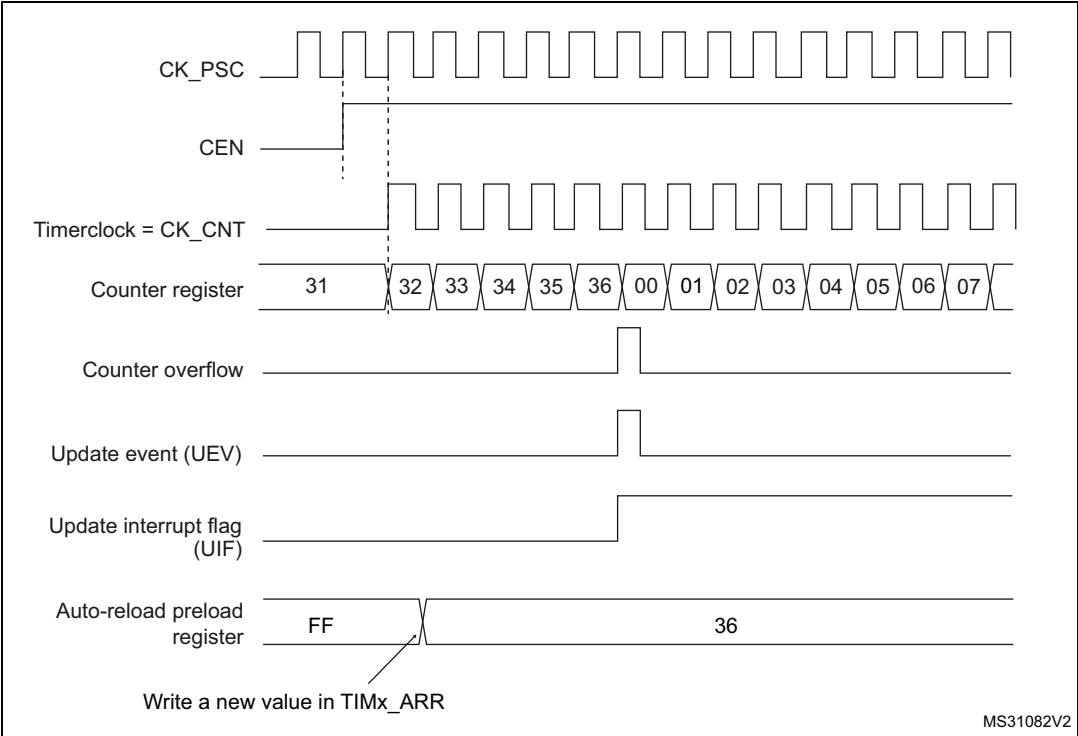 CK_PSC
CEN
Timerclock = CK_CNT
Counter register
31 32 33 34 35 36 00 01 02 03 04 05 06 07
Counter overflow
Update event (UEV)
Update interrupt flag
(UIF)
Auto-reload preload
register
FF 36
Write a new value in TIMx_ARR
MS31082V2